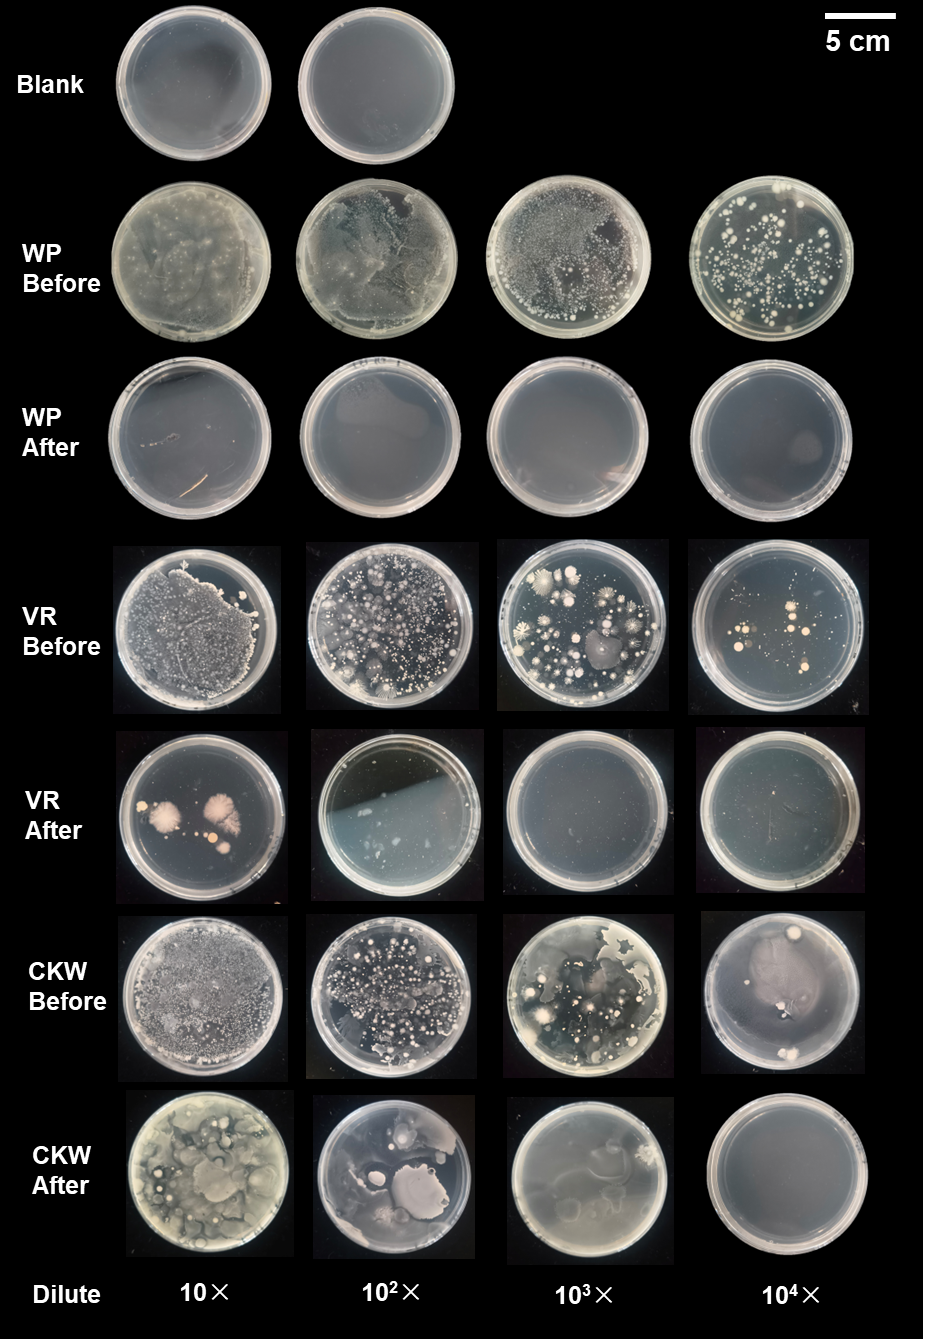 5 cm
Blank
WP
Before
WP
After
VR
Before
VR
After
CKW
Before
CKW
After
Dilute 10× 10²× 10³× 10⁴×